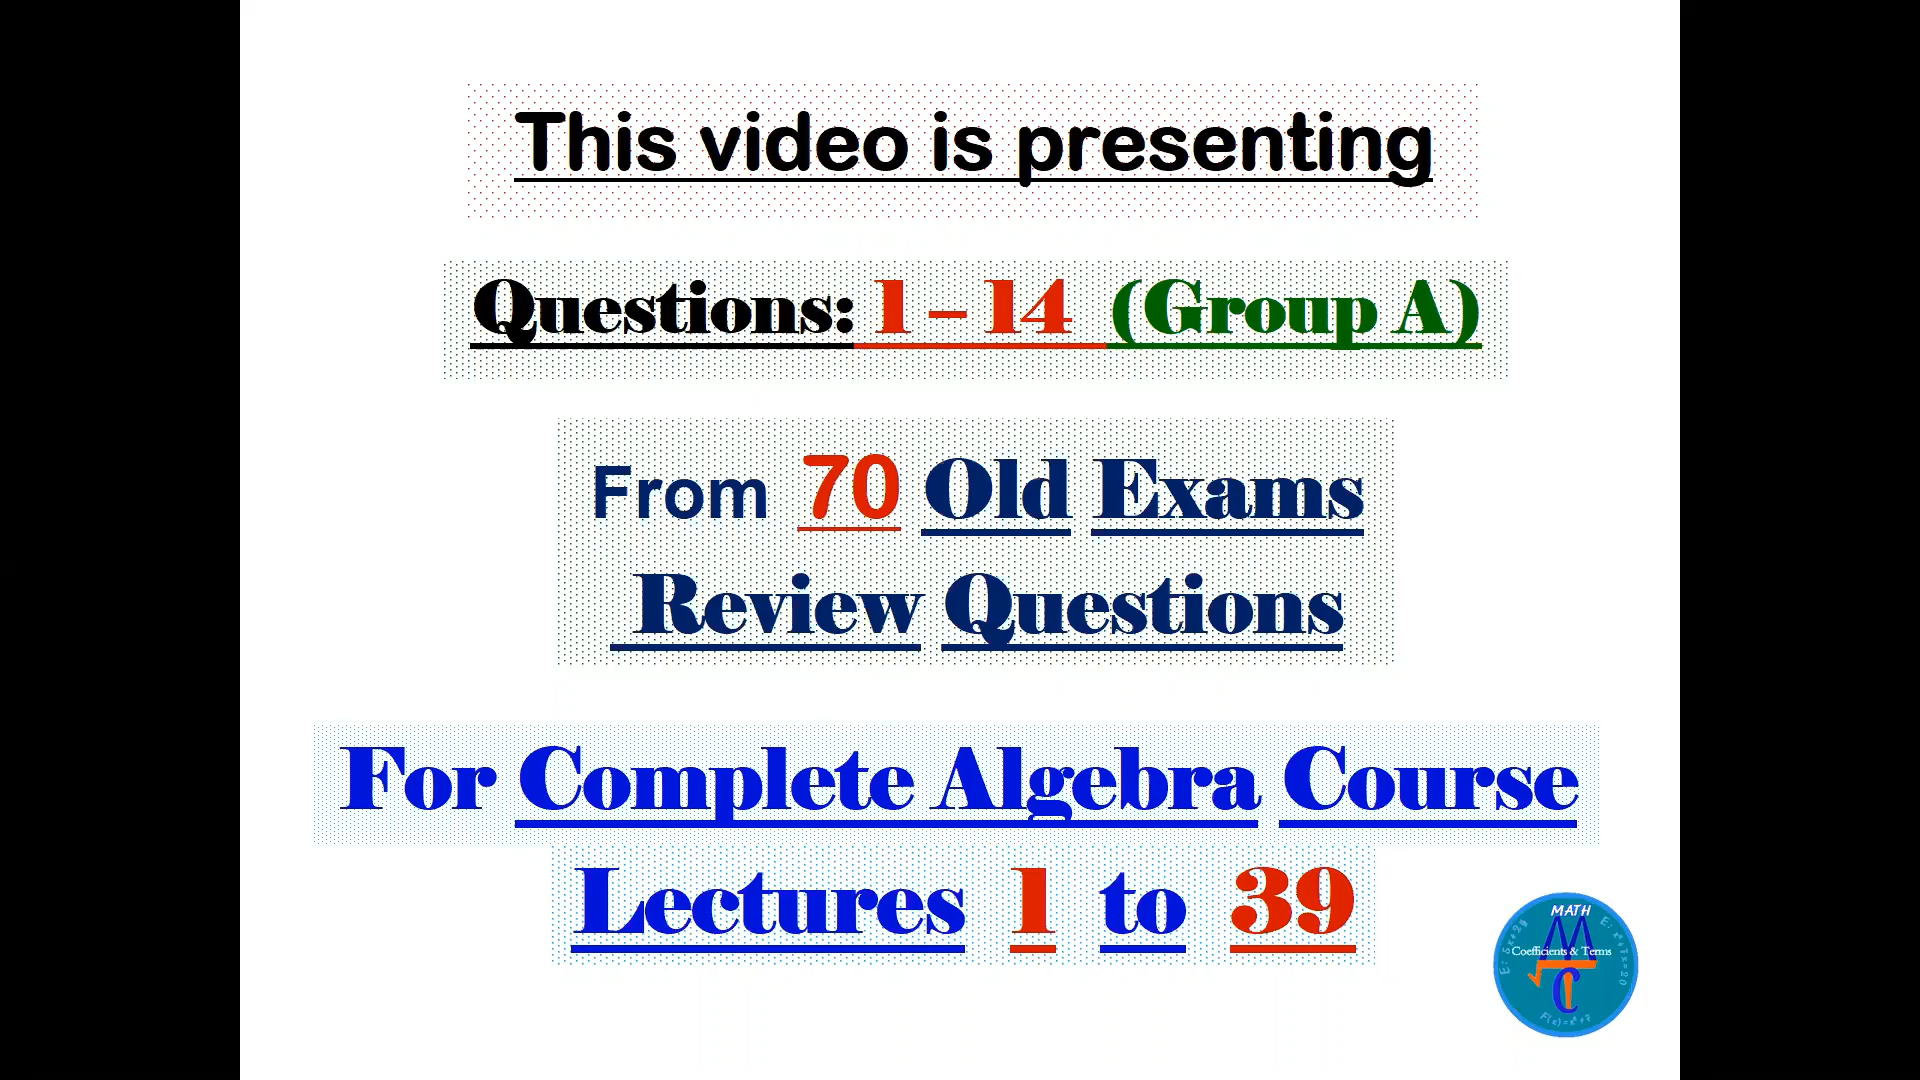 This video is presenting
Questions: 1 – 14 (Group A)
From 70 Old Exams
Review Questions
For Complete Algebra Course
Lectures 1 to 39
MATH
Coefficients & Terms